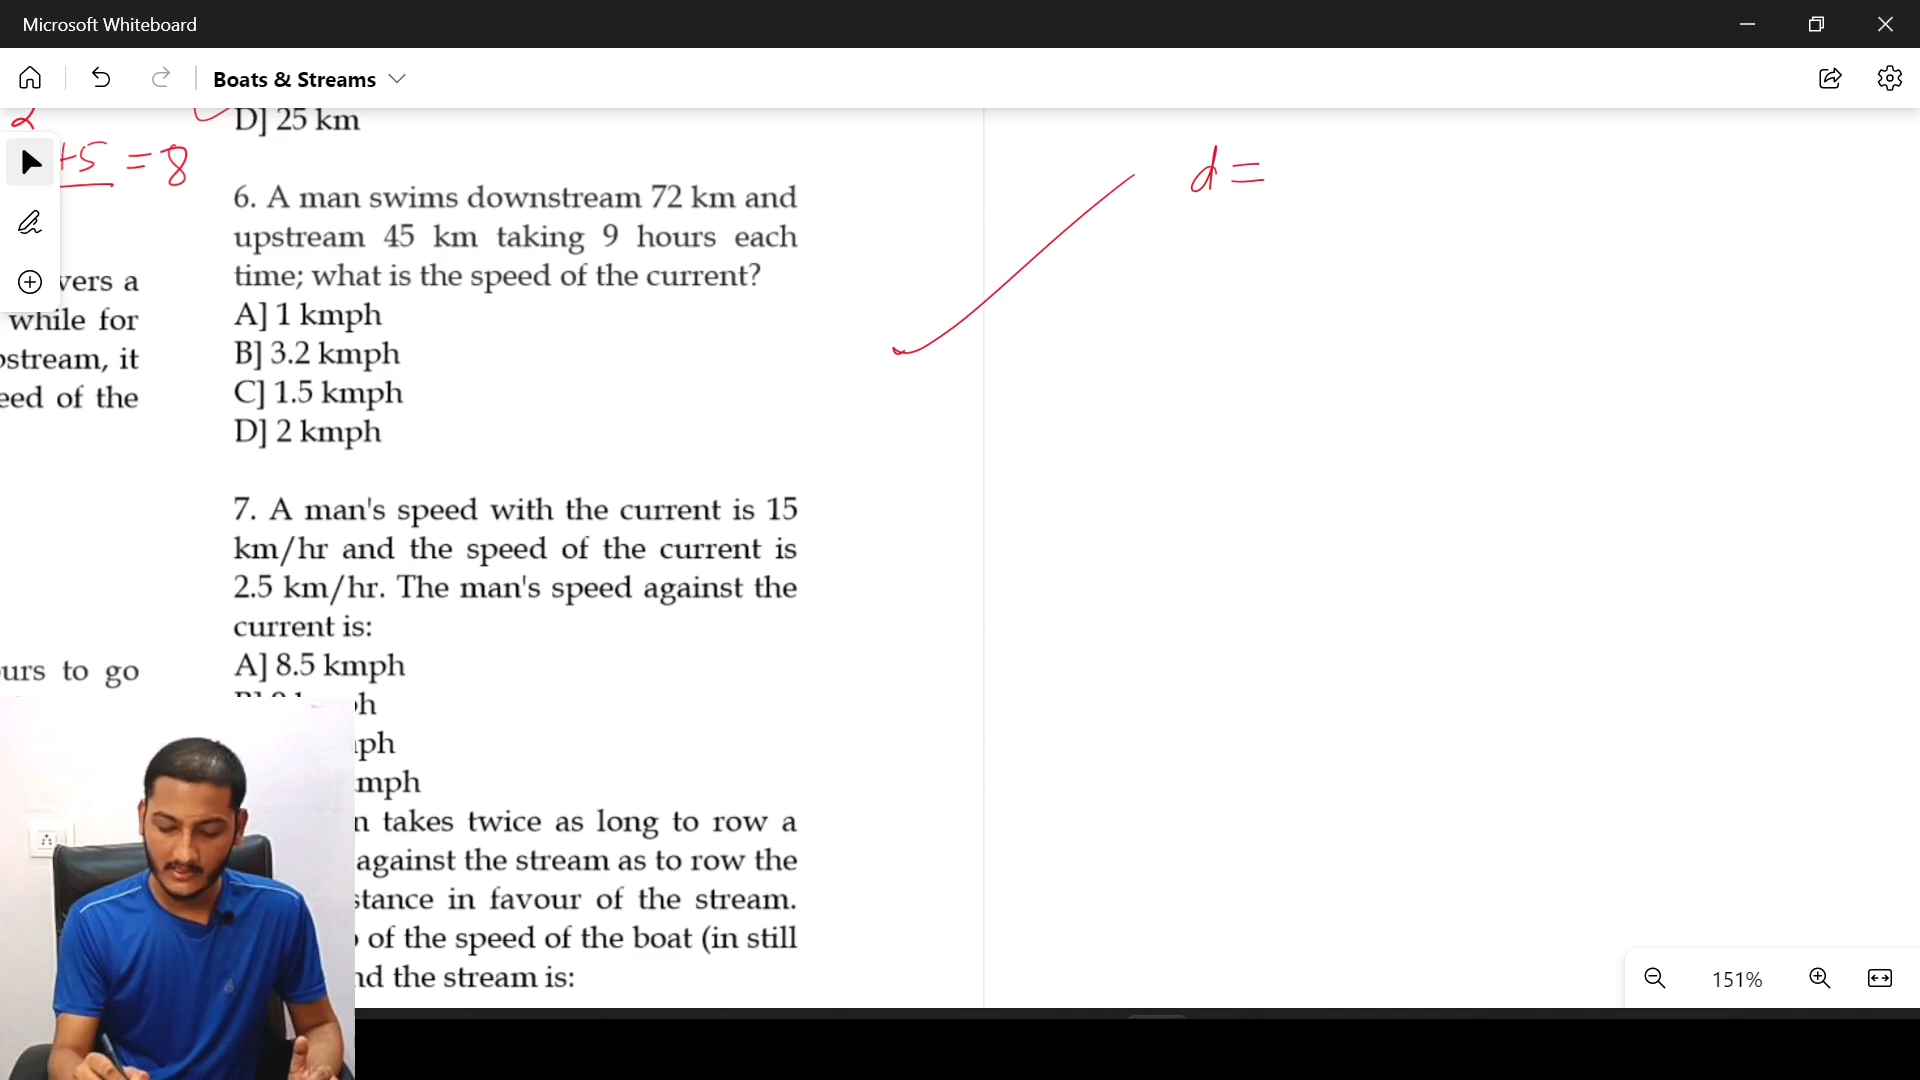 Microsoft Whiteboard
Boats & Streams
D] 25 km
+5 = 8
6. A man swims downstream 72 km and
upstream 45 km taking 9 hours each
time; what is the speed of the current?
A] 1 kmph
B] 3.2 kmph
C] 1.5 kmph
D] 2 kmph
7. A man's speed with the current is 15
km/hr and the speed of the current is
2.5 km/hr. The man's speed against the
current is:
A] 8.5 kmph
takes twice as long to row a
against the stream as to row the
in favour of the stream.
of the speed of the boat (in still
the stream is:
vers a
while for
pstream, it
eed of the
urs to go
d =
151%